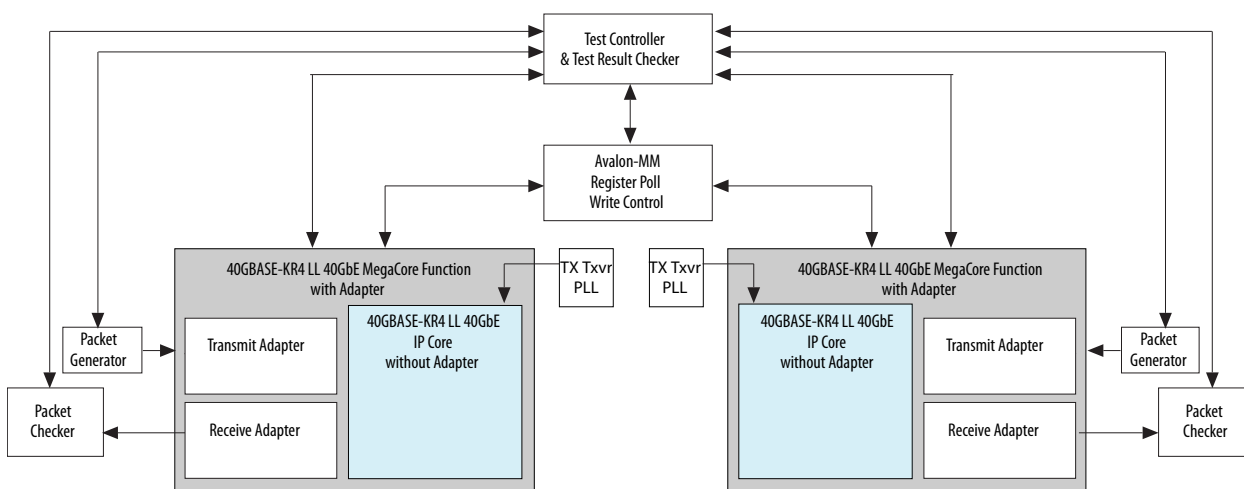 Test Controller
& Test Result Checker
Avalon-MM
Register Poll
Write Control
40GBASE-KR4 LL 40GbE MegaCore Function
with Adapter
TX Txvr
PLL
TX Txvr
PLL
40GBASE-KR4 LL 40GbE MegaCore Function
with Adapter
40GBASE-KR4 LL 40GbE
IP Core
without Adapter
40GBASE-KR4 LL 40GbE
IP Core
without Adapter
Packet
Generator
Transmit Adapter
Transmit Adapter
Packet
Generator
Packet
Checker
Receive Adapter
Receive Adapter
Packet
Checker